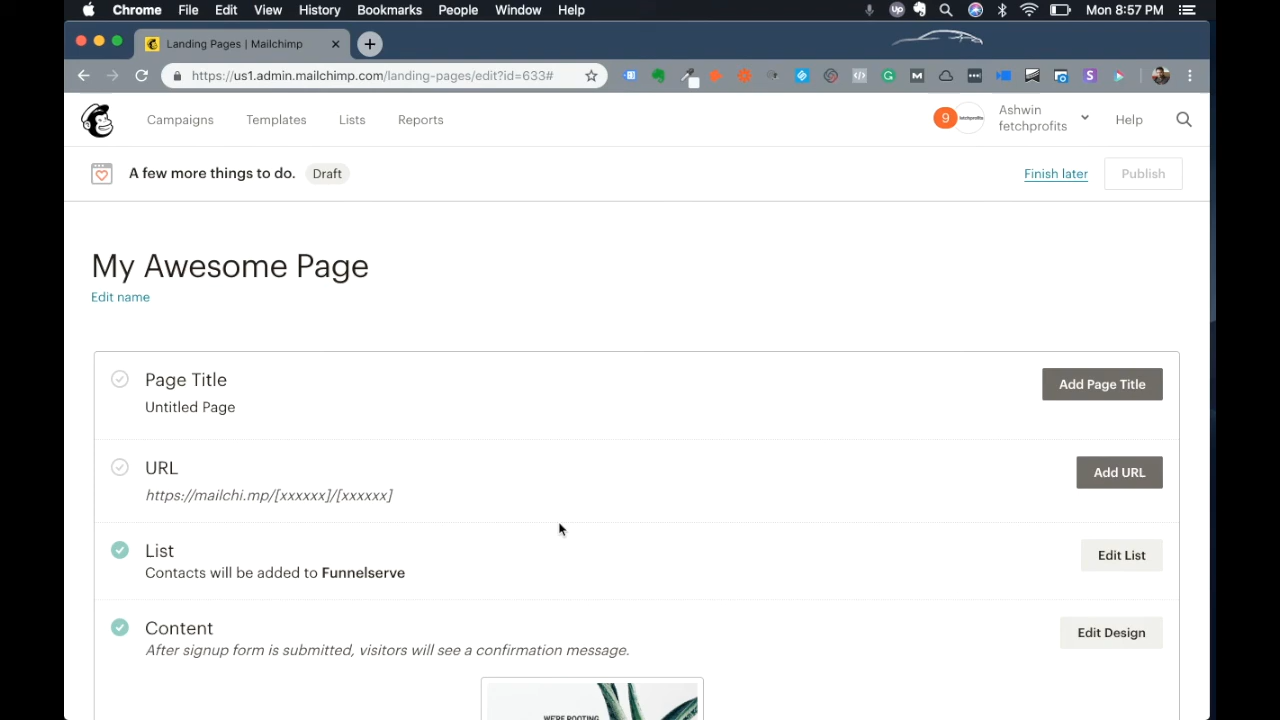 Chrome File Edit View History Bookmarks People Window Help Mon 8:57 PM
Landing Pages | Mailchimp
https://us1.admin.mailchimp.com/landing-pages/edit?id=633#
Campaigns Templates Lists Reports 9 fetchprofits Ashwin Help
fetchprofits
A few more things to do. Draft Finish later Publish
My Awesome Page
Edit name
Page Title Add Page Title
Untitled Page
URL Add URL
https://mailchi.mp/[xxxxxx]/[xxxxxx]
List Edit List
Contacts will be added to Funnelserve
Content Edit Design
After signup form is submitted, visitors will see a confirmation message.
WE'RE ROOTING